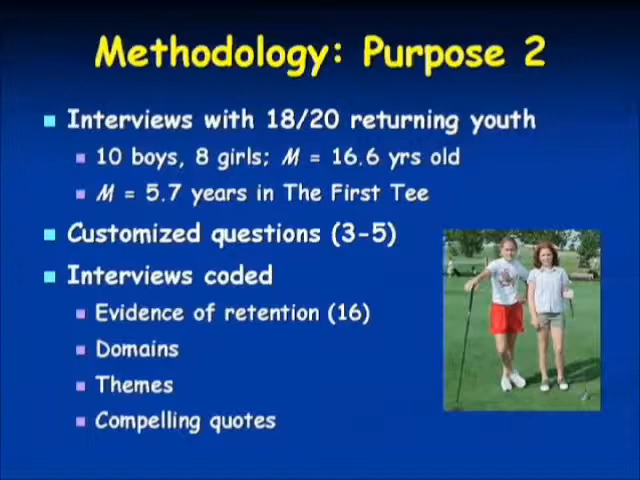 Methodology: Purpose 2
Interviews with 18/20 returning youth
10 boys, 8 girls; M = 16.6 yrs old
M = 5.7 years in The First Tee
Customized questions (3-5)
Interviews coded
Evidence of retention (16)
Domains
Themes
Compelling quotes